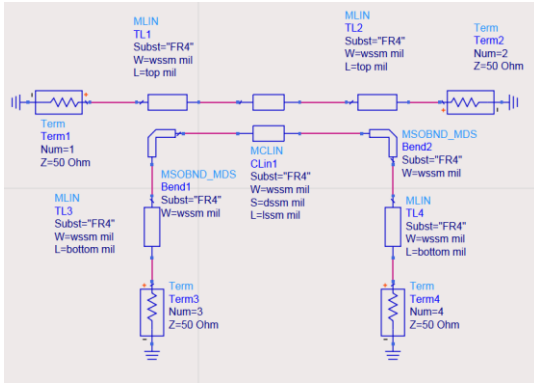 MLIN
TL1
Subst="FR4"
W=wssm mil
L=top mil
MLIN
TL2
Subst="FR4"
W=wssm mil
L=top mil
Term
Term2
Num=2
Z=50 Ohm
Term
Term1
Num=1
Z=50 Ohm
MSOBND_MDS
Bend1
Subst="FR4"
W=wssm mil
MCLIN
CLin1
Subst="FR4"
W=wssm mil
S=dssm mil
L=lssm mil
MSOBND_MDS
Bend2
Subst="FR4"
W=wssm mil
MLIN
TL3
Subst="FR4"
W=wssm mil
L=bottom mil
MLIN
TL4
Subst="FR4"
W=wssm mil
L=bottom mil
Term
Term3
Num=3
Z=50 Ohm
Term
Term4
Num=4
Z=50 Ohm